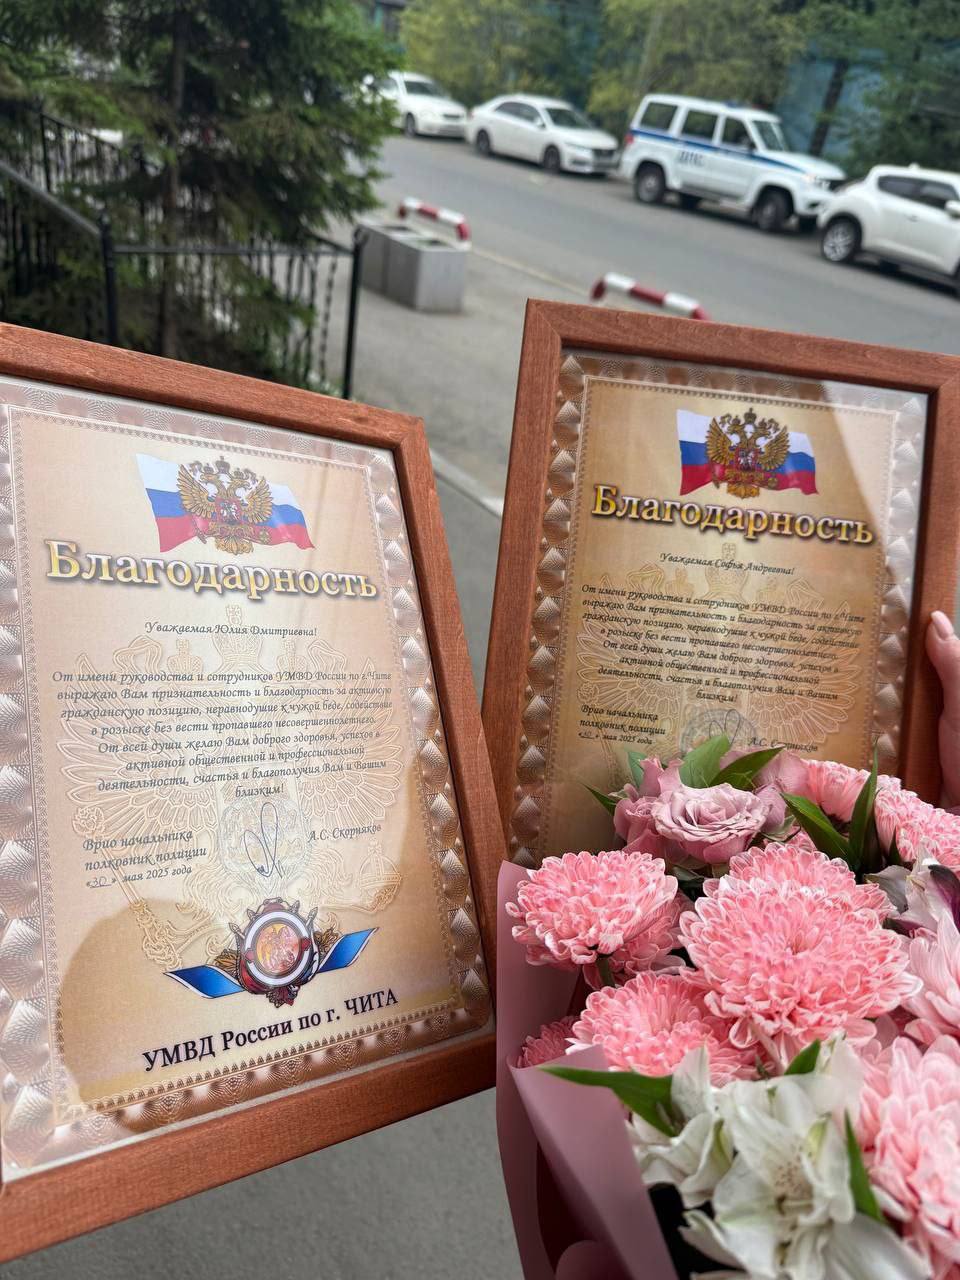 ДПС
Благодарность
Уважаемая Юлия Дмитриевна!
От имени руководства и сотрудников УМВД России по г.Чите
выражаю Вам признательность и благодарность за активную
гражданскую позицию, неравнодушие к чужой беде, содействие
в розыске без вести пропавшего несовершеннолетнего.
От всей души желаю Вам доброго здоровья, успехов в
активной общественной и профессиональной
деятельности, счастья и благополучия Вам и Вашим
близким!
Врио начальника
полковник полиции
А.С. Скорняков
«30» мая 2025 года
УМВД России по г. ЧИТА
Благодарность
Уважаемая Софья Андреевна!
От имени руководства и сотрудников УМВД России по г.Чите
выражаю Вам признательность и благодарность за активную
гражданскую позицию, неравнодушие к чужой беде, содействие
в розыске без вести пропавшего несовершеннолетнего.
От всей души желаю Вам доброго здоровья, успехов в
активной общественной и профессиональной
деятельности, счастья и благополучия Вам и Вашим
близким!
Врио начальника
полковник полиции
А.С. Скорняков
«30» мая 2025 года